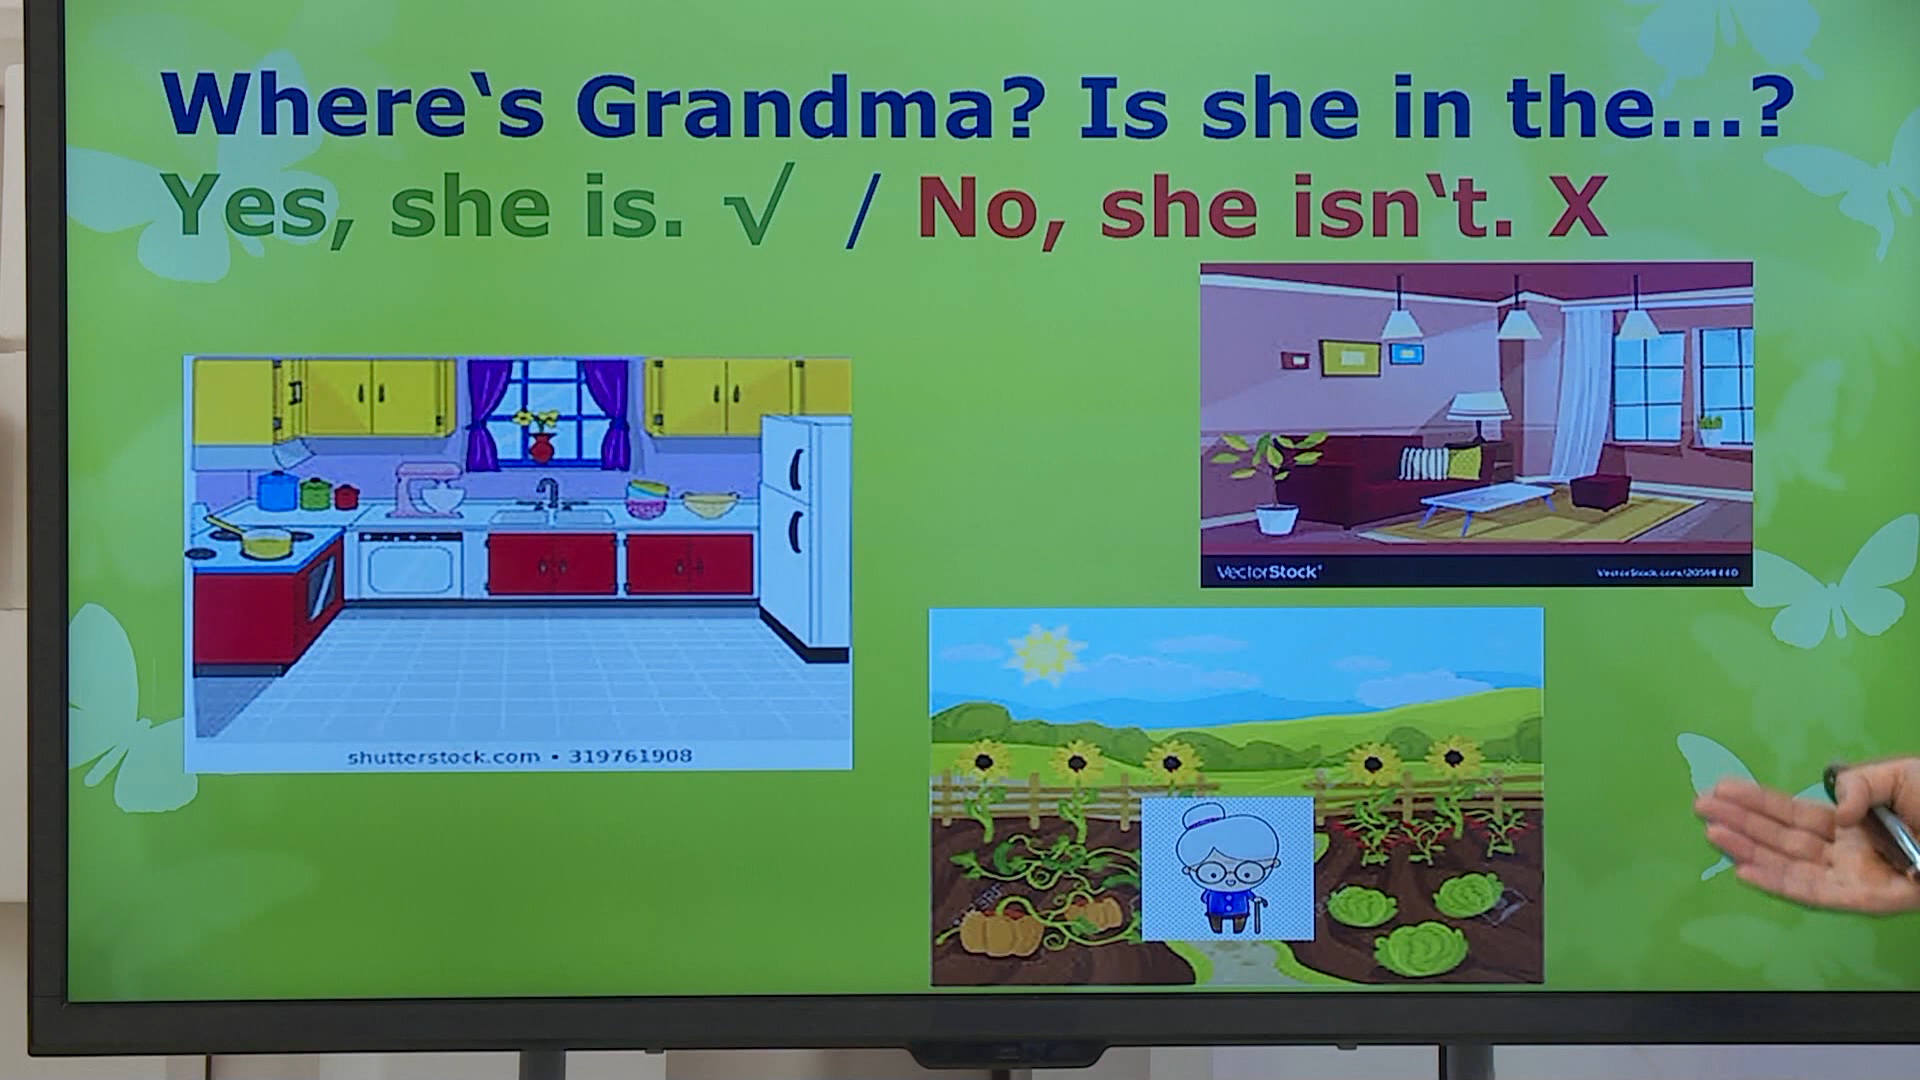 Where‛s Grandma? Is she in the...?
Yes, she is. √ / No, she isn‛t. X
VectorStock®
shutterstock.com • 319761908